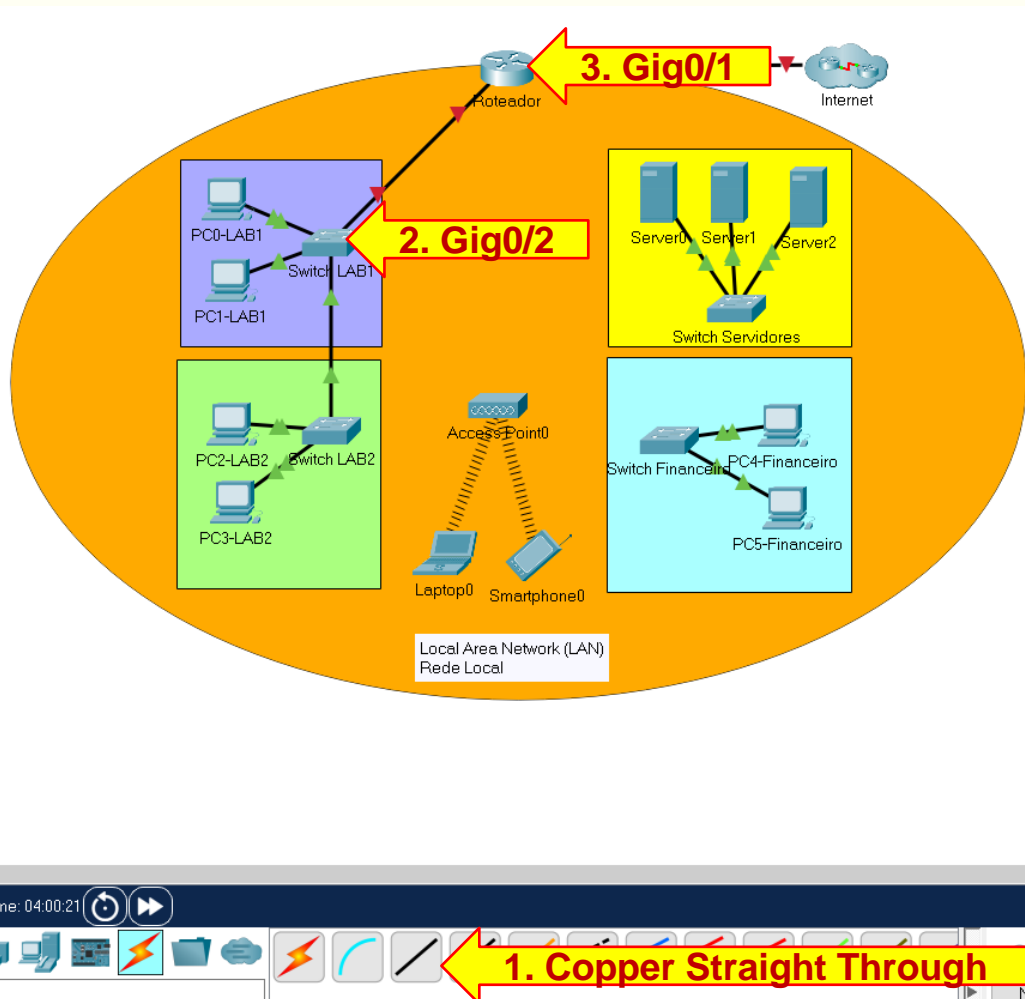 3. Gig0/1
Roteador
Internet
PC0-LAB1
2. Gig0/2
Switch LAB1
PC1-LAB1
Server0
Server1
Server2
Switch Servidores
Access Point0
PC2-LAB2
Switch LAB2
PC3-LAB2
Switch Financeiro
PC4-Financeiro
PC5-Financeiro
Laptop0
Smartphone0
Local Area Network (LAN)
Rede Local
me: 04:00:21
1. Copper Straight Through